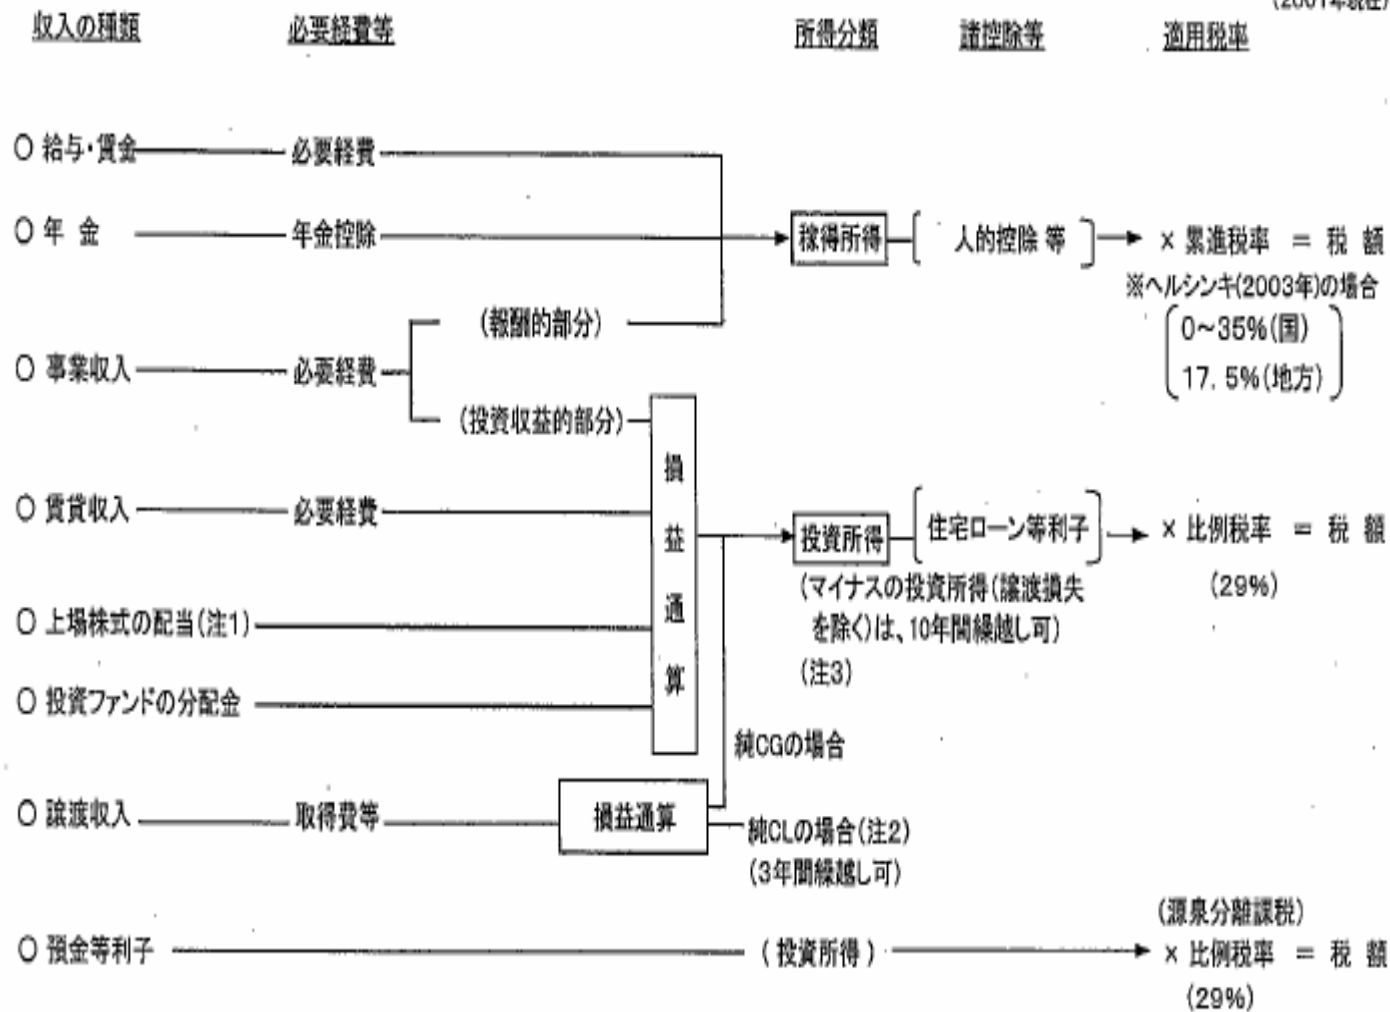 (2001年現在)
収入の種類 必要経費等 所得分類 諸控除等 適用税率
○ 給与・賃金 必要経費
○ 年 金 年金控除 稼得所得 人的控除 等 × 累進税率 = 税 額
※ヘルシンキ(2003年)の場合
(報酬的部分) 0~35%(国)
○ 事業収入 必要経費 17. 5%(地方)
(投資収益的部分)
損益通算
○ 賃貸収入 必要経費 投資所得 住宅ローン等利子 × 比例税率 = 税 額
(29%)
(マイナスの投資所得(譲渡損失
を除く)は、10年間繰越し可)
(注3)
○ 上場株式の配当(注1)
○ 投資ファンドの分配金
純CGの場合
○ 譲渡収入 取得費等 損益通算 純CLの場合(注2)
(3年間繰越し可)
(源泉分離課税)
○ 預金等利子 (投資所得) × 比例税率 = 税 額
(29%)